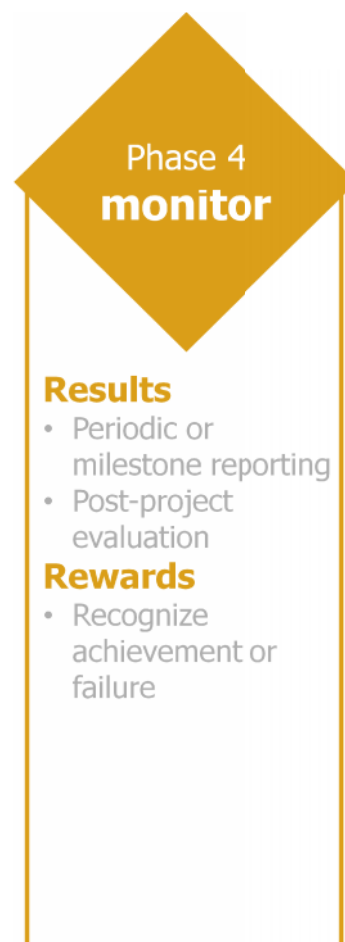 Phase 4
monitor
Results
• Periodic or
milestone reporting
• Post-project
evaluation
Rewards
• Recognize
achievement or
failure